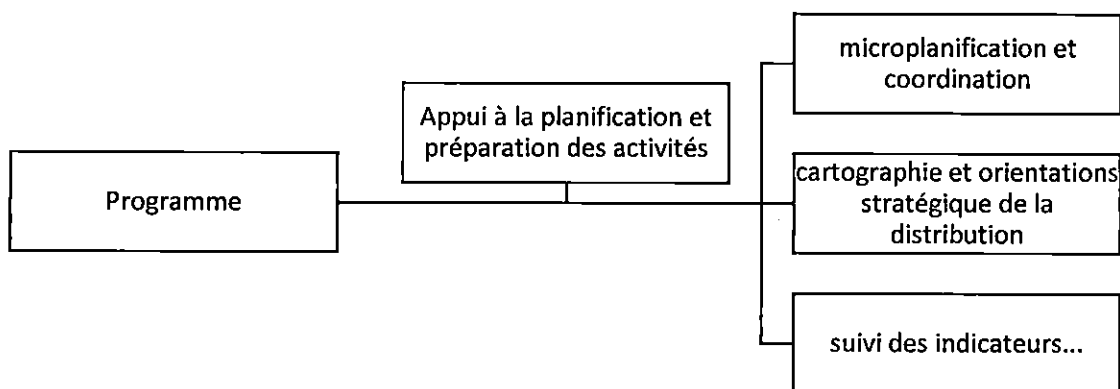 Programme
Appui à la planification et
préparation des activités
microplanification et
coordination
cartographie et orientations
stratégique de la
distribution
suivi des indicateurs...